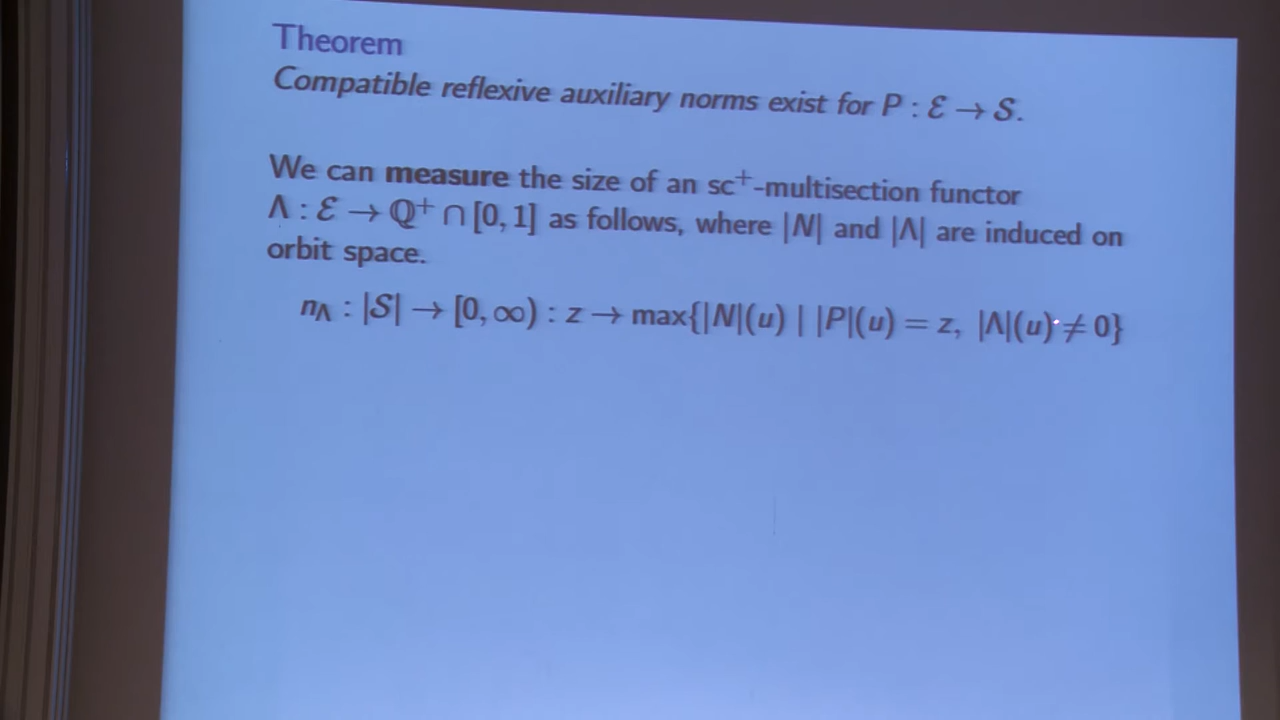 Theorem
Compatible reflexive auxiliary norms exist for P : ℰ → 𝒮.
We can measure the size of an sc⁺-multisection functor
Λ : ℰ → ℚ⁺ ∩ [0, 1] as follows, where |N| and |Λ| are induced on
orbit space.
n_Λ : |𝒮| → [0, ∞) : z → max{|N|(u) | |P|(u) = z, |Λ|(u) ≠ 0}